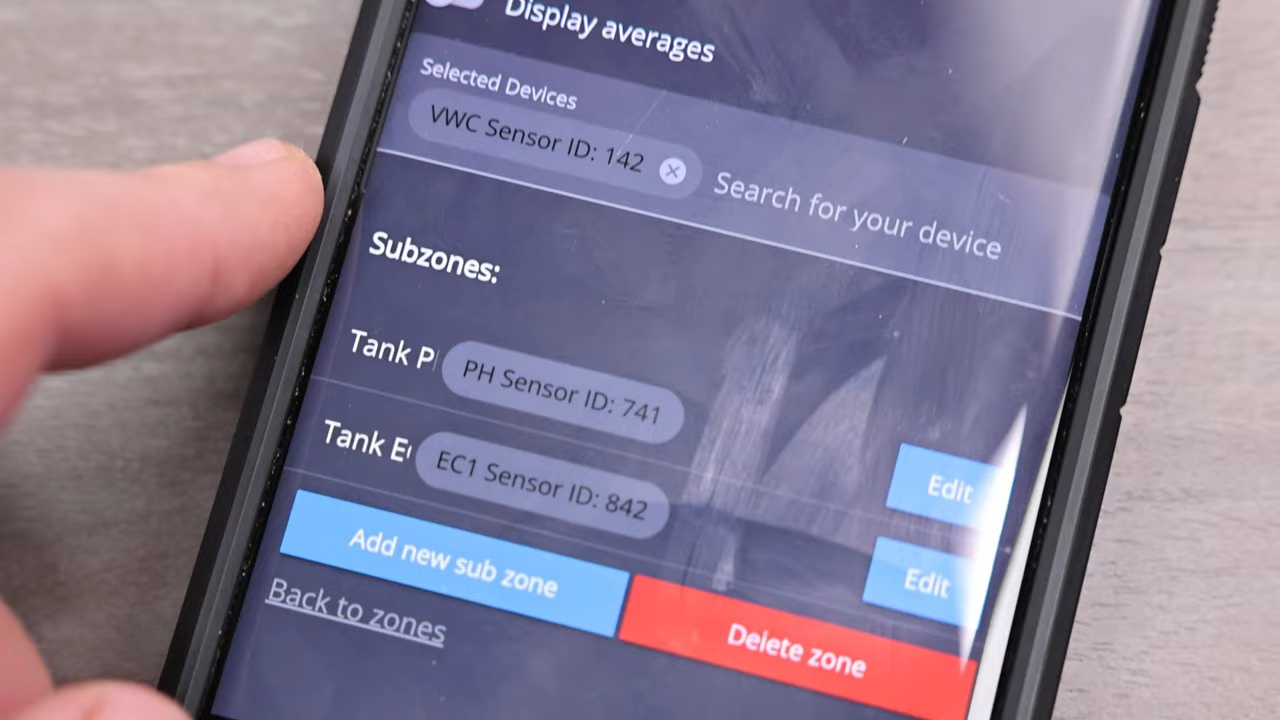 Display averages
Selected Devices
VWC Sensor ID: 142
Search for your device
Subzones:
Tank P
PH Sensor ID: 741
Edit
Tank E
EC1 Sensor ID: 842
Edit
Add new sub zone
Delete zone
Back to zones